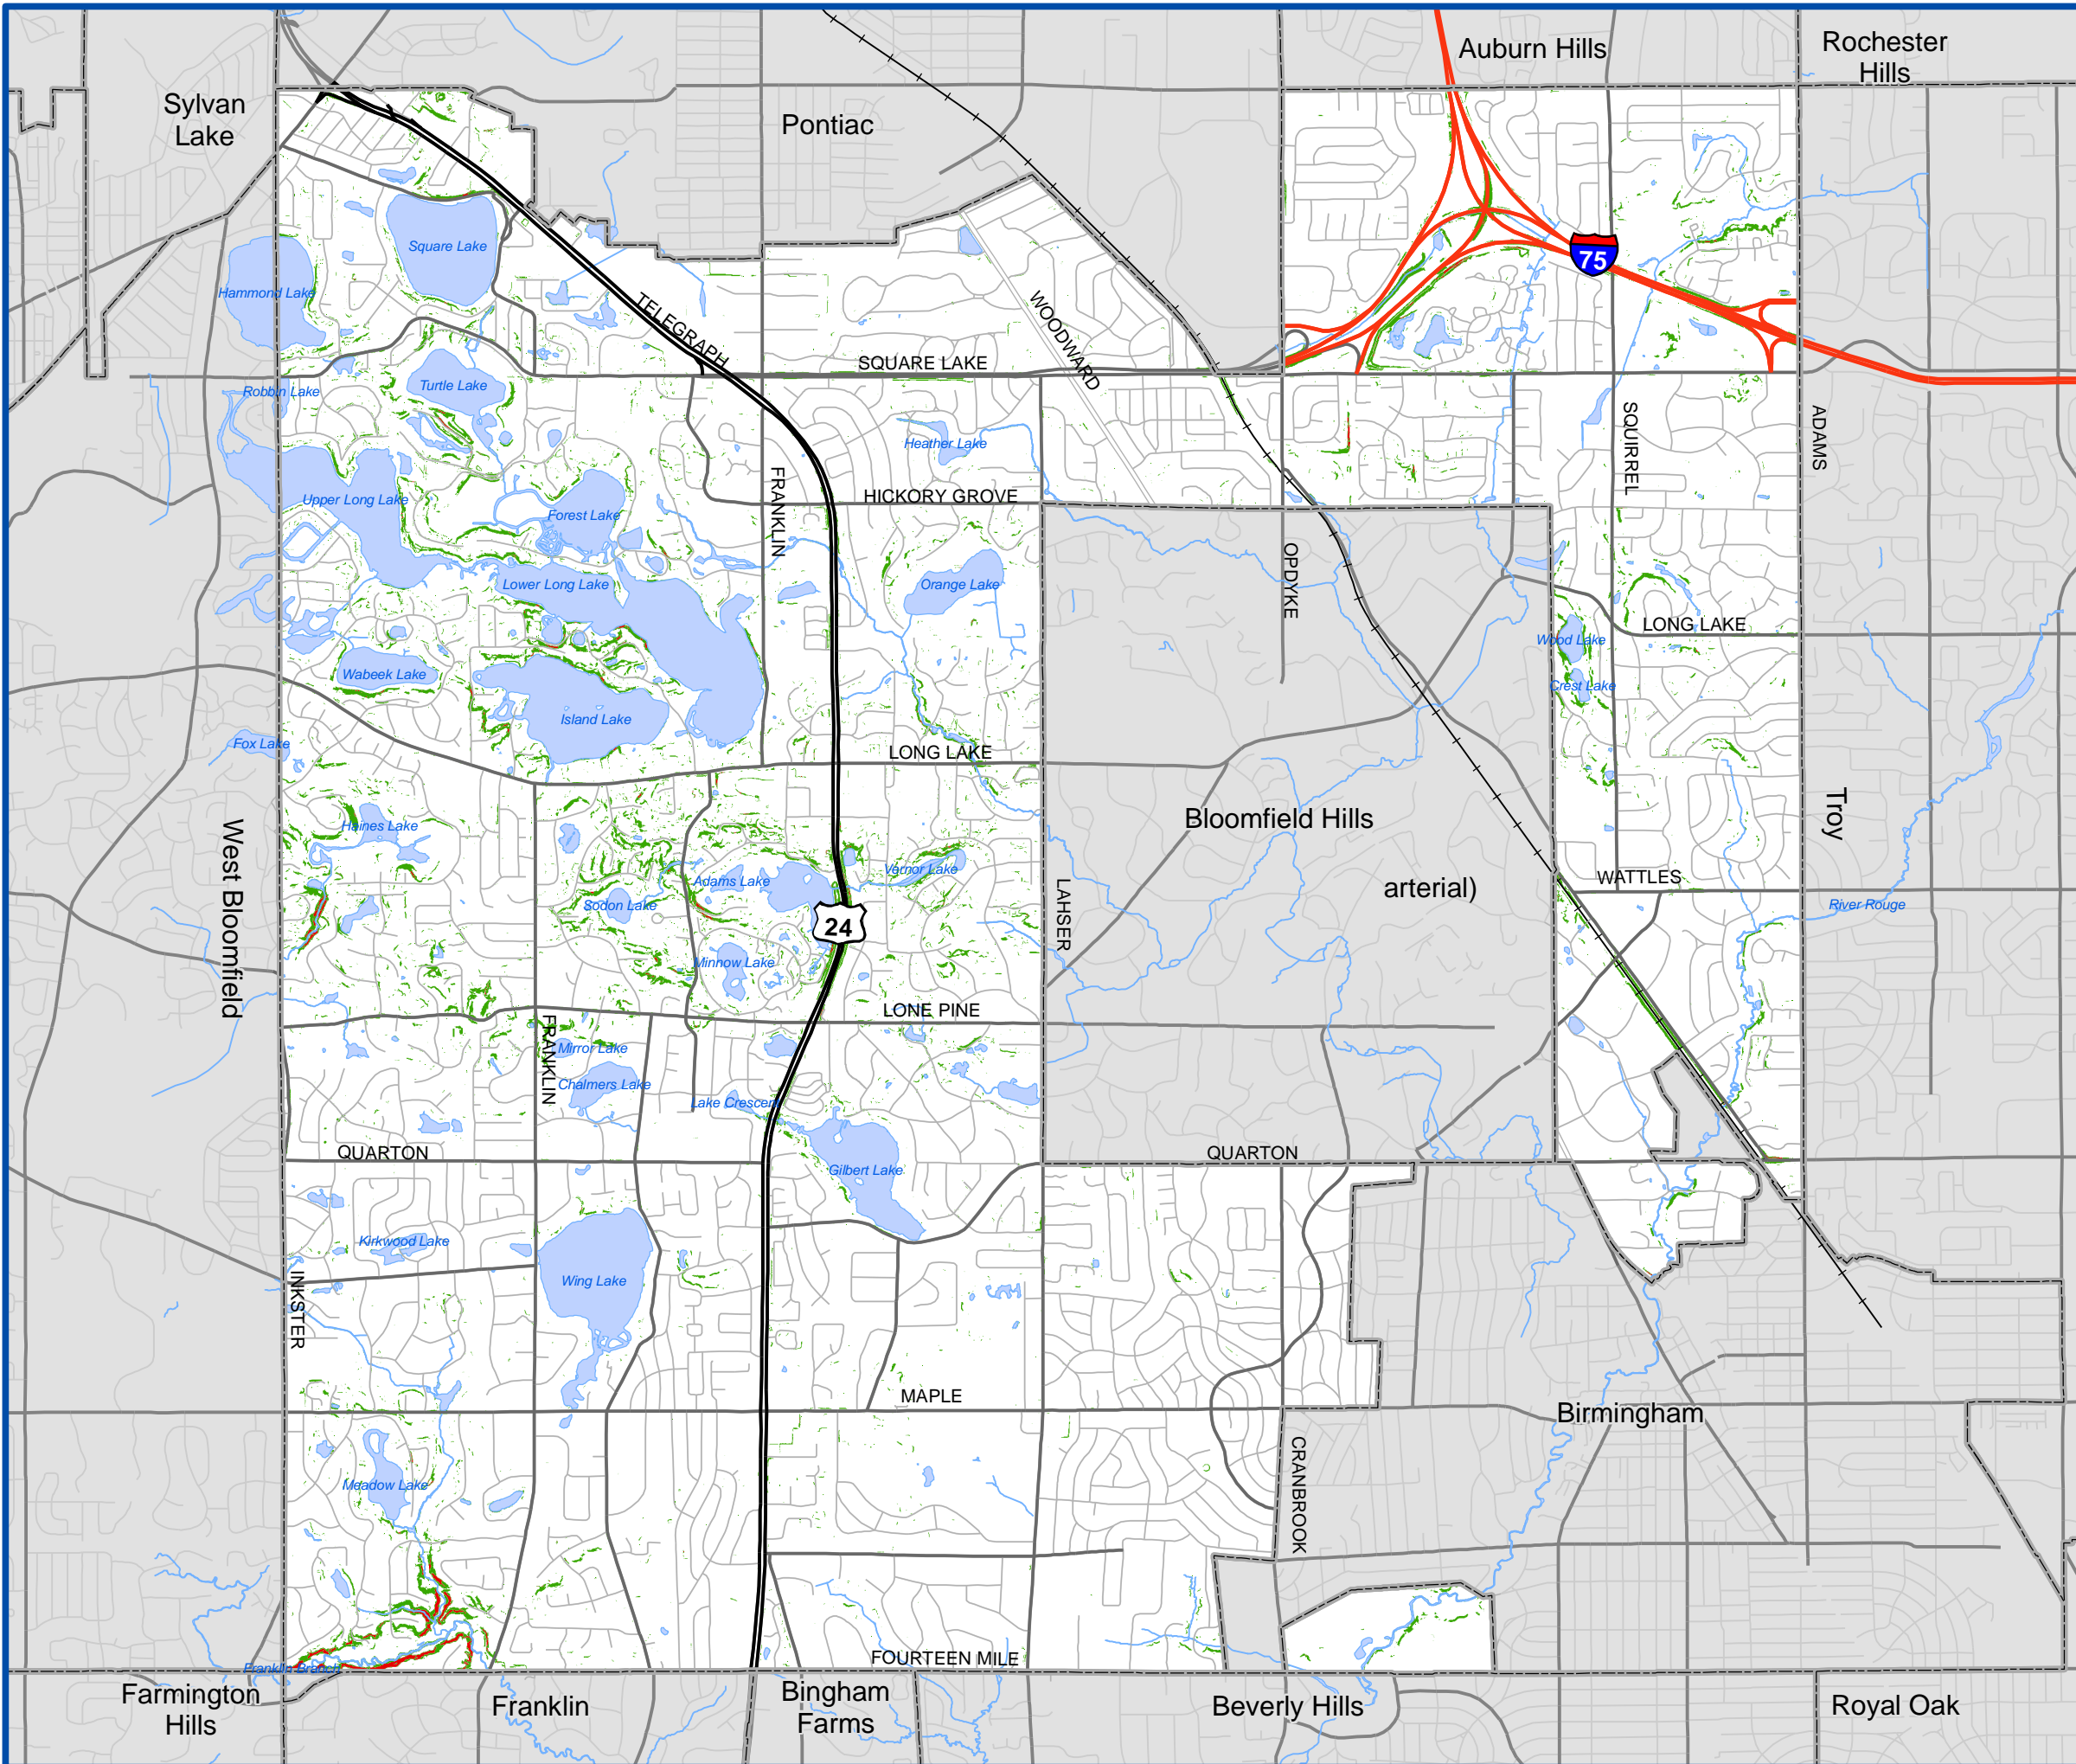 Auburn Hills
Rochester
Hills
Sylvan
Lake
Pontiac
75
Square Lake
Hammond Lake
TELEGRAPH
WOODWARD
SQUARE LAKE
Turtle Lake
Robbin Lake
SQUIRREL
ADAMS
Heather Lake
FRANKLIN
HICKORY GROVE
Upper Long Lake
Forest Lake
OPDYKE
Lower Long Lake
Orange Lake
LONG LAKE
Wood Lake
Wabeek Lake
Crest Lake
Island Lake
Fox Lake
LONG LAKE
Troy
Bloomfield Hills
Haines Lake
West Bloomfield
Vernor Lake
WATTLES
Adams Lake
arterial)
LAHSER
Sodon Lake
River Rouge
24
Minnow Lake
LONE PINE
FRANKLIN
Mirror Lake
Chalmers Lake
Lake Crescent
QUARTON
QUARTON
Gilbert Lake
Kirkwood Lake
Wing Lake
INKSTER
MAPLE
Birmingham
CRANBROOK
Meadow Lake
FOURTEEN MILE
Franklin Branch
Farmington
Hills
Franklin
Bingham
Farms
Beverly Hills
Royal Oak